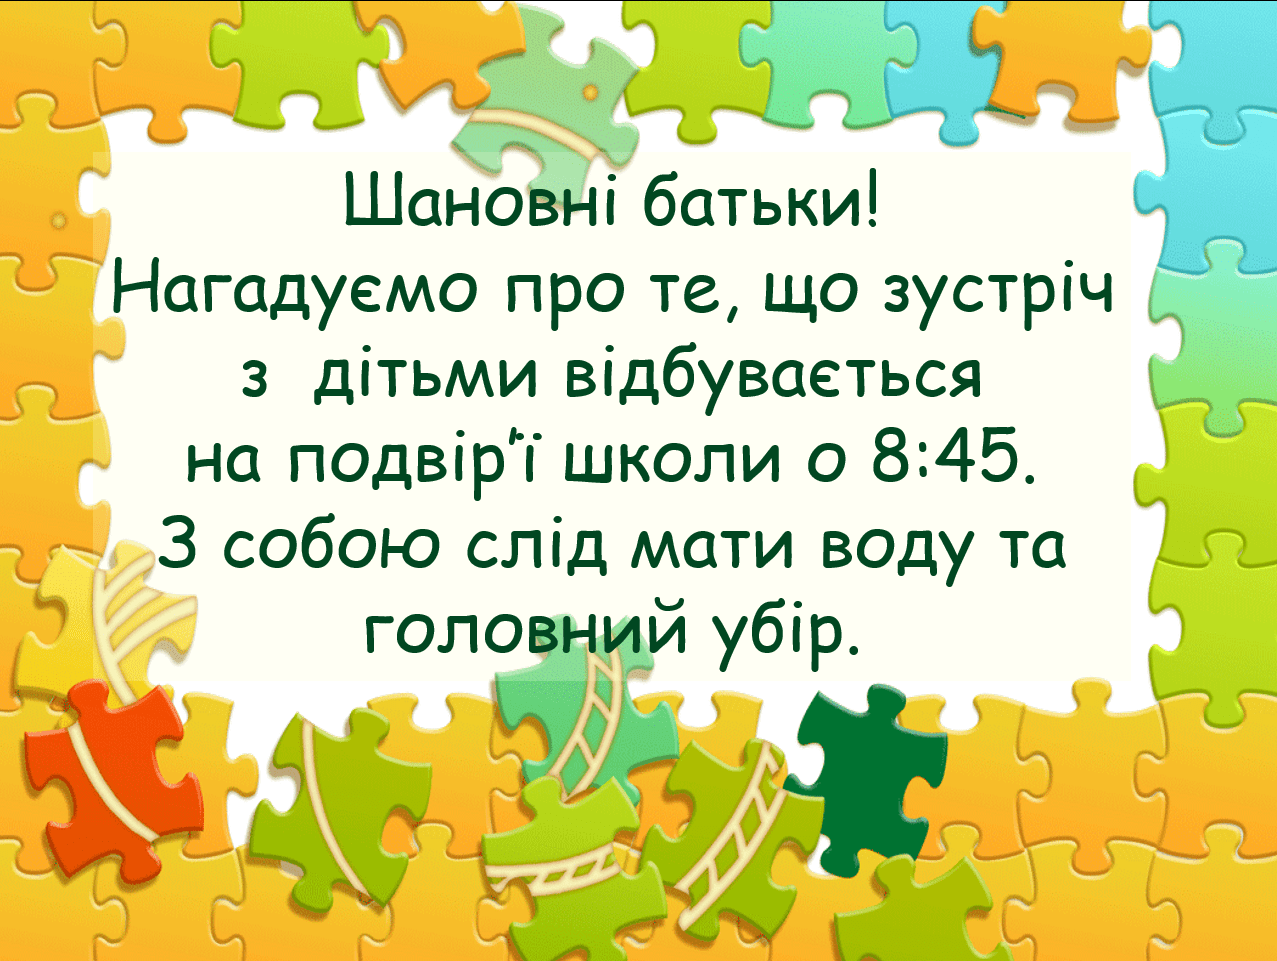 Шановні батьки!
Нагадуємо про те, що зустріч
з дітьми відбувається
на подвір’ї школи о 8:45.
З собою слід мати воду та
головний убір.